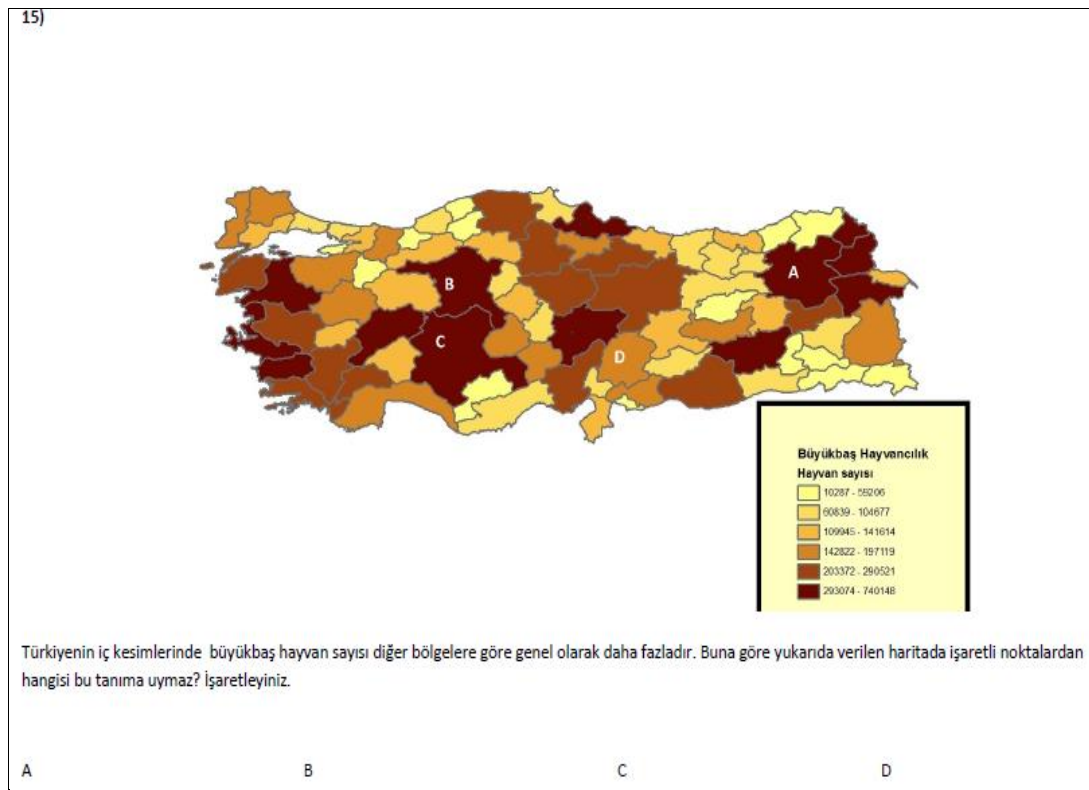 15)
A
B
C
D
Büyükbaş Hayvancılık
Hayvan sayısı
10287 - 59206
60839 - 104677
109945 - 141614
142822 - 197119
203372 - 290521
293074 - 740148
Türkiyenin iç kesimlerinde büyükbaş hayvan sayısı diğer bölgelere göre genel olarak daha fazladır. Buna göre yukarıda verilen haritada işaretli noktalardan
hangisi bu tanıma uymaz? İşaretleyiniz.
A B C D